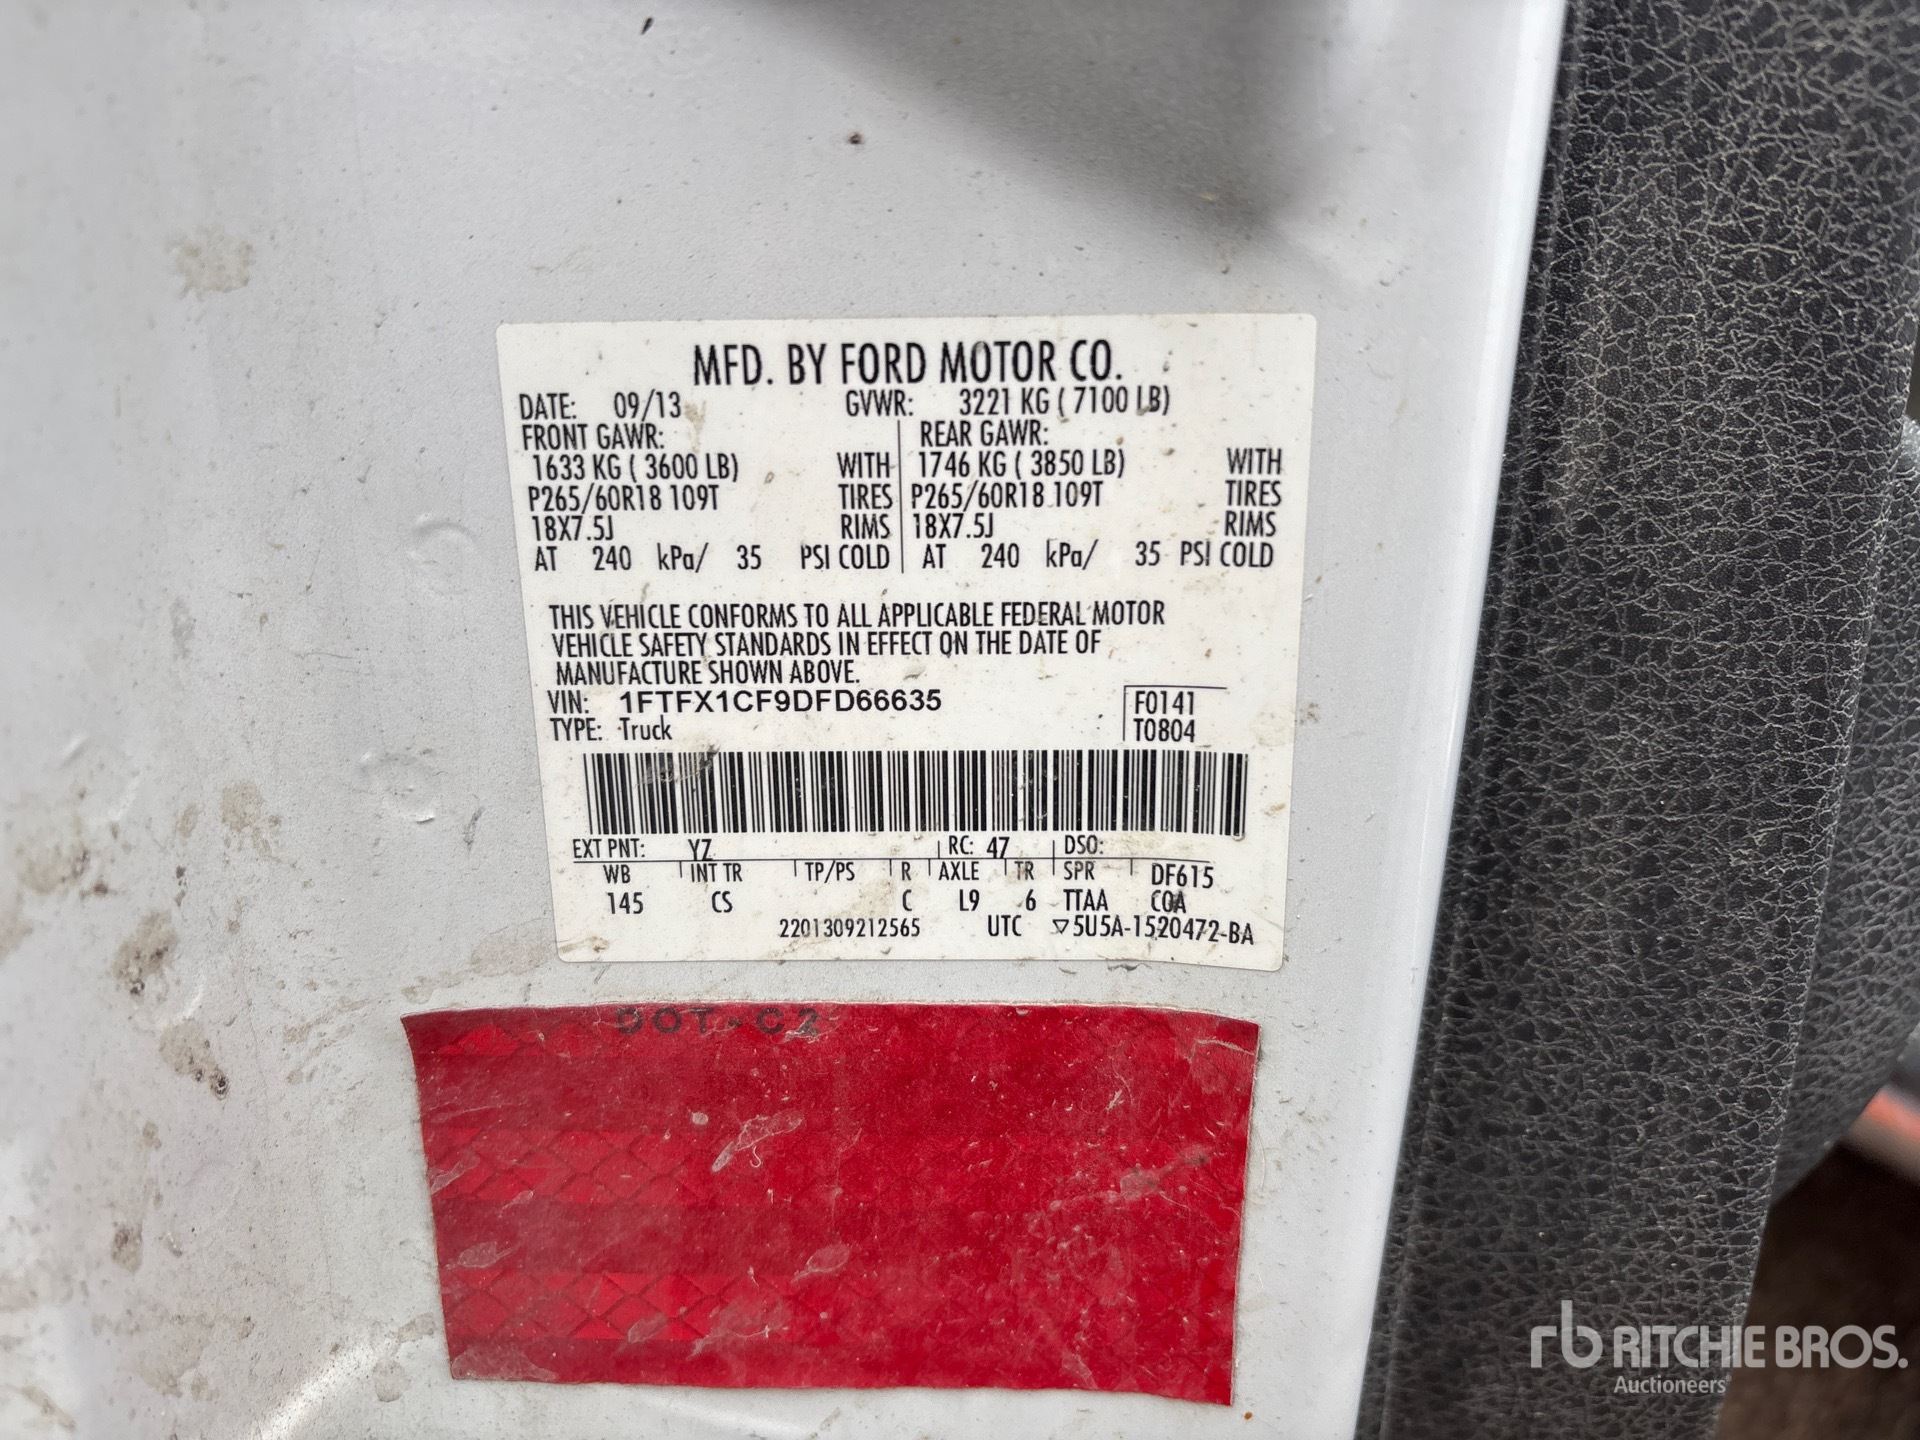 MFD. BY FORD MOTOR CO.
DATE: 09/13 GVWR: 3221 KG ( 7100 LB)
FRONT GAWR: REAR GAWR:
1633 KG ( 3600 LB) WITH 1746 KG ( 3850 LB) WITH
P265/60R18 109T TIRES P265/60R18 109T TIRES
18X7.5J RIMS 18X7.5J RIMS
AT 240 kPa/ 35 PSI COLD AT 240 kPa/ 35 PSI COLD
THIS VEHICLE CONFORMS TO ALL APPLICABLE FEDERAL MOTOR
VEHICLE SAFETY STANDARDS IN EFFECT ON THE DATE OF
MANUFACTURE SHOWN ABOVE.
VIN: 1FTFX1CF9DFD66635 F0141
TYPE: Truck T0804
EXT PNT: YZ RC: 47 DSO:
WB INT TR TP/PS R AXLE TR SPR DF615
145 CS C L9 6 TTAA COA
2201309212565 UTC ▽5U5A-1520472-BA
DOT-C2
rb RITCHIE BROS.
Auctioneers